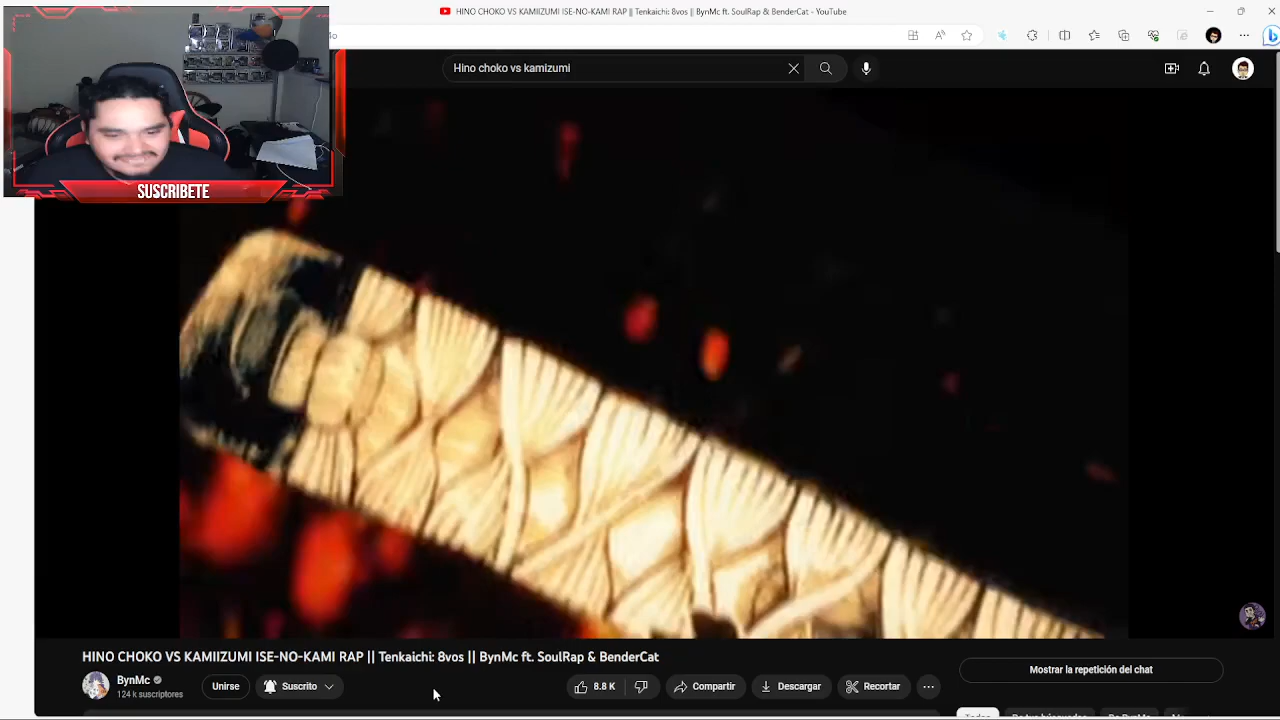 HINO CHOKO VS KAMIIZUMI ISE-NO-KAMI RAP || Tenkaichi: 8vos || BynMc ft. SoulRap &
YouTube
Hino choko vs kamizumi
SUSCRIBETE
HINO CHOKO VS KAMIIZUMI ISE-NO-KAMI RAP || Tenkaichi: 8vos || BynMc ft. SoulRap & BenderCat
Mostrar la repetición del chat
BynMc
124 k suscriptores
Unirse
Suscrito
8.8 K
Compartir
Descargar
Recortar